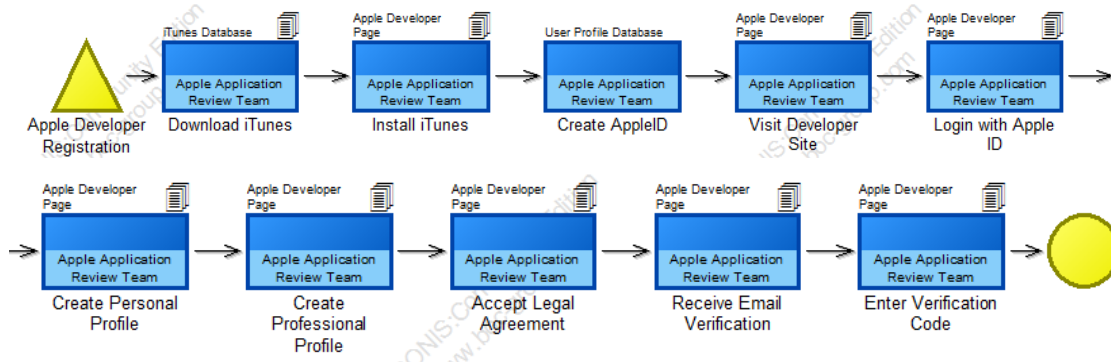 iTunes Database
Apple Application
Review Team
Download iTunes
Apple Developer
Page
Apple Application
Review Team
Install iTunes
User Profile Database
Apple Application
Review Team
Create AppleID
Apple Developer
Page
Apple Application
Review Team
Visit Developer
Site
Apple Developer
Page
Apple Application
Review Team
Login with Apple
ID
Apple Developer
Registration
Apple Developer
Page
Apple Application
Review Team
Create Personal
Profile
Apple Developer
Page
Apple Application
Review Team
Create
Professional
Profile
Apple Developer
Page
Apple Application
Review Team
Accept Legal
Agreement
Apple Developer
Page
Apple Application
Review Team
Receive Email
Verification
Apple Developer
Page
Apple Application
Review Team
Enter Verification
Code